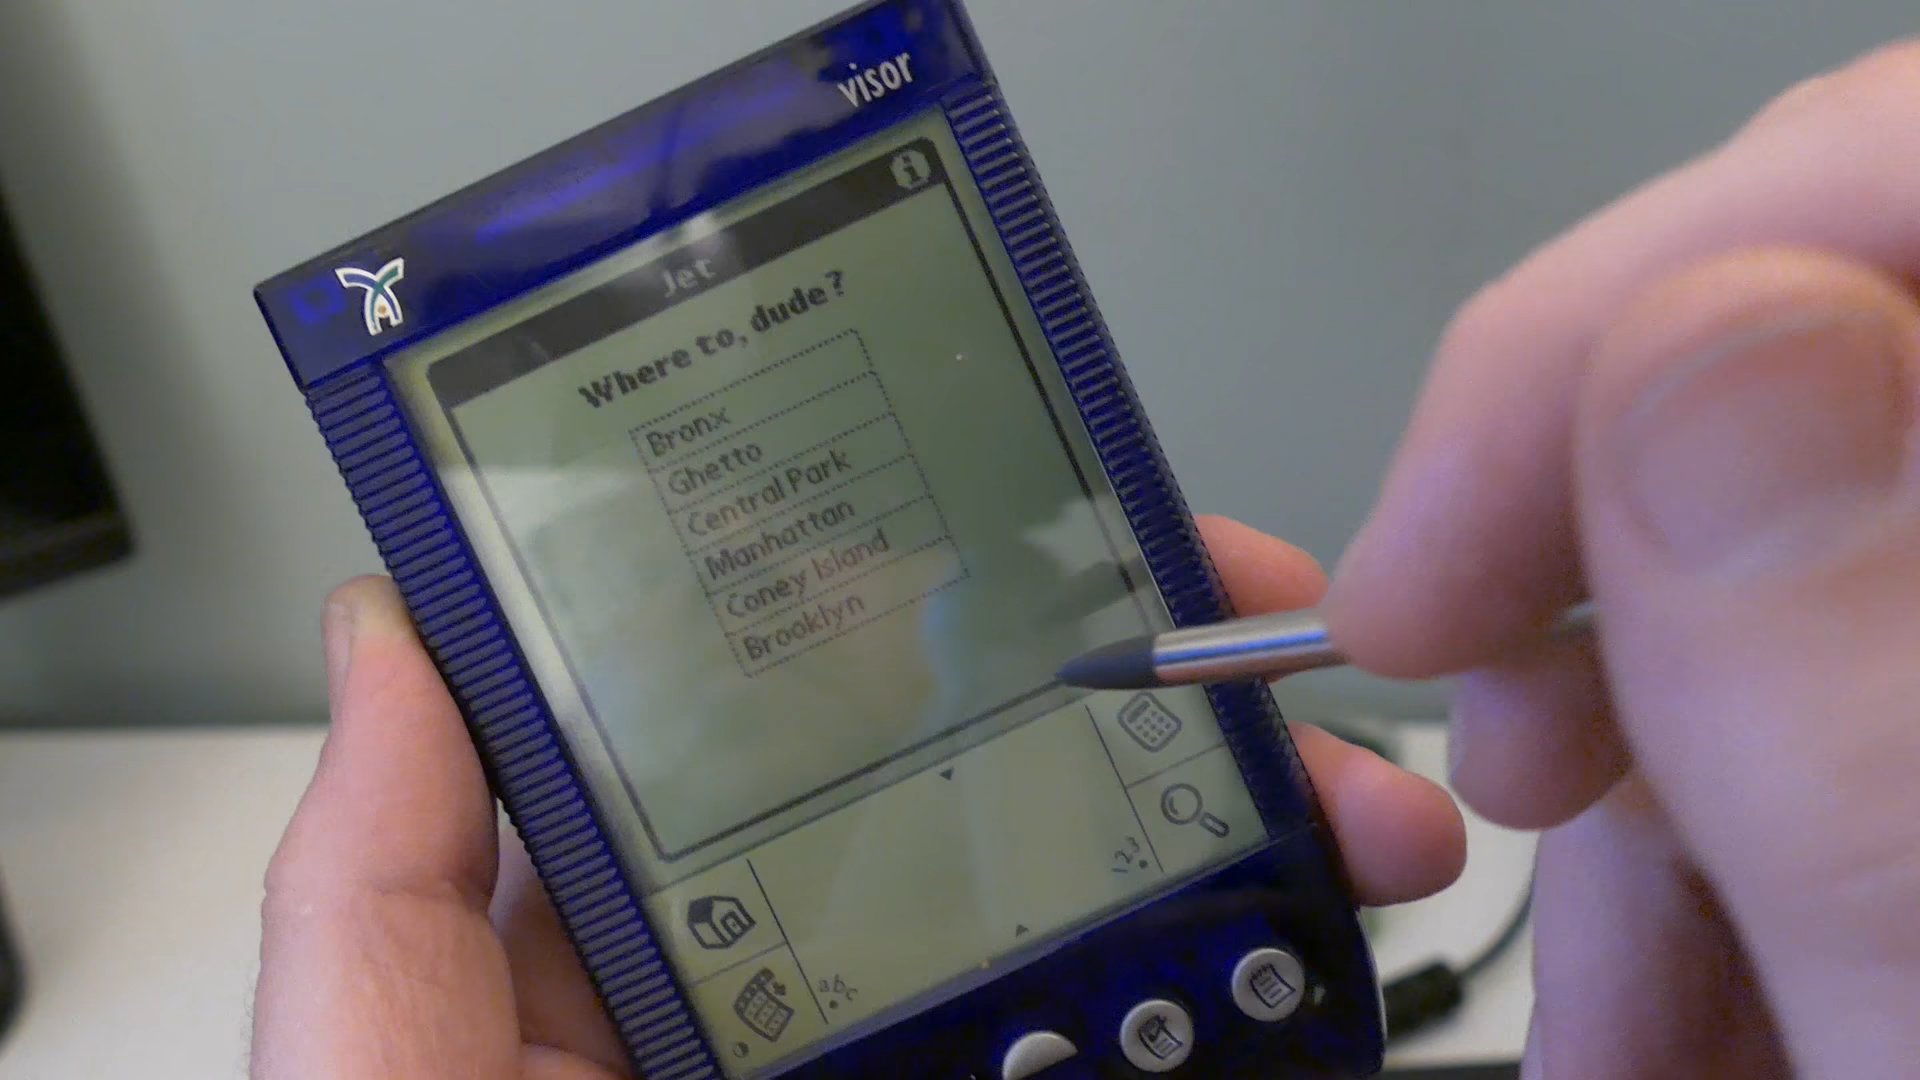 visor
Jet
Where to, dude?
Bronx
Ghetto
Central Park
Manhattan
Coney Island
Brooklyn
123
abc